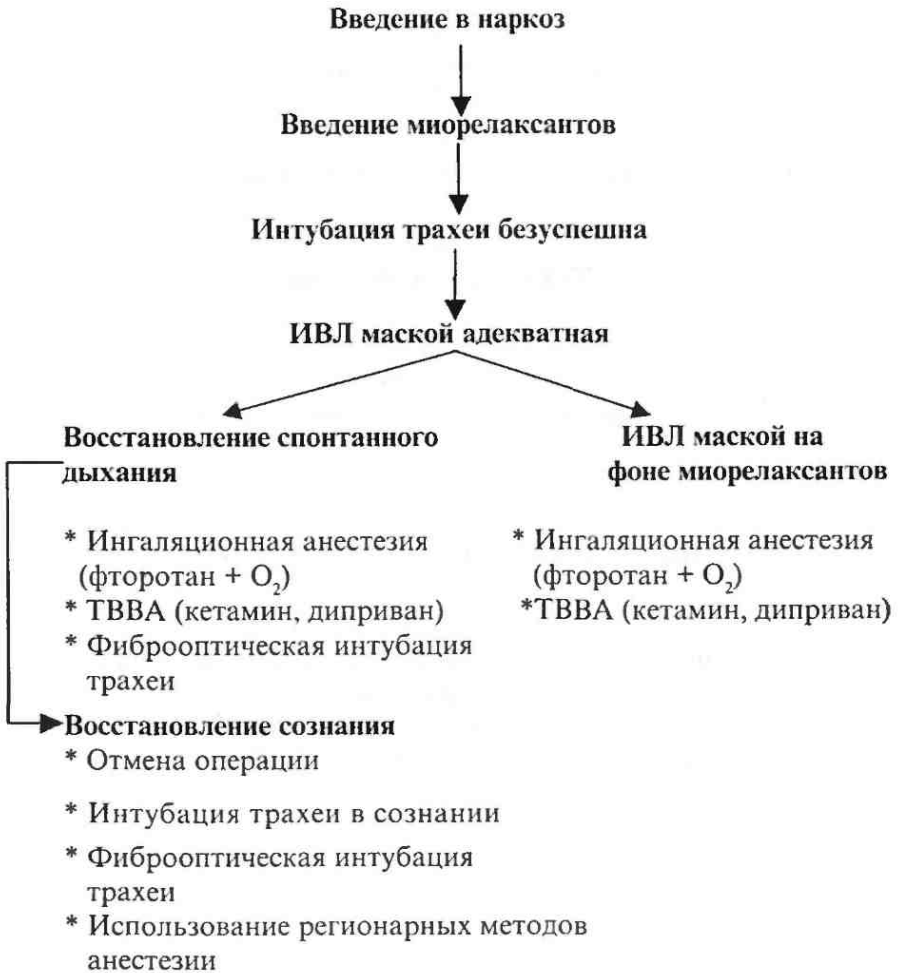 Введение в наркоз
Введение миорелаксантов
Интубация трахеи безуспешна
ИВЛ маской адекватная
Восстановление спонтанного
дыхания
* Ингаляционная анестезия
(фторотан + O₂)
* ТВВА (кетамин, диприван)
* Фиброоптическая интубация
трахеи
ИВЛ маской на
фоне миорелаксантов
* Ингаляционная анестезия
(фторотан + O₂)
*ТВВА (кетамин, диприван)
Восстановление сознания
* Отмена операции
* Интубация трахеи в сознании
* Фиброоптическая интубация
трахеи
* Использование регионарных методов
анестезии